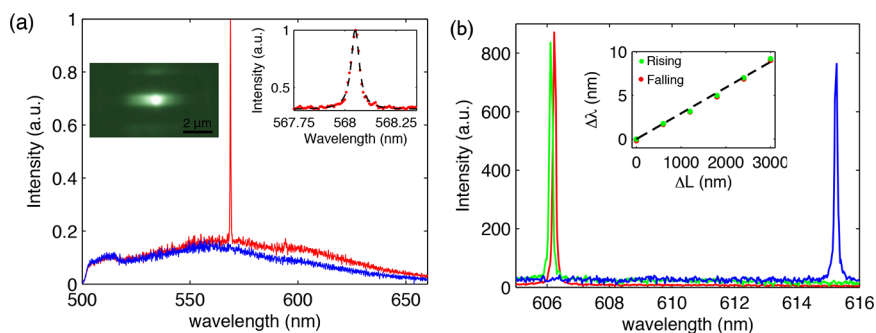 (a)
1
0.8
0.6
0.4
0.2
0
Intensity (a.u.)
500
550
600
650
wavelength (nm)
2 μm
Intensity (a.u.)
1
0.5
567.75
568
568.25
Wavelength (nm)
(b)
800
600
400
200
0
Intensity (a.u.)
606
608
610
612
614
616
wavelength (nm)
10
5
0
Δλ (nm)
Rising
Falling
0
1000
2000
3000
ΔL (nm)